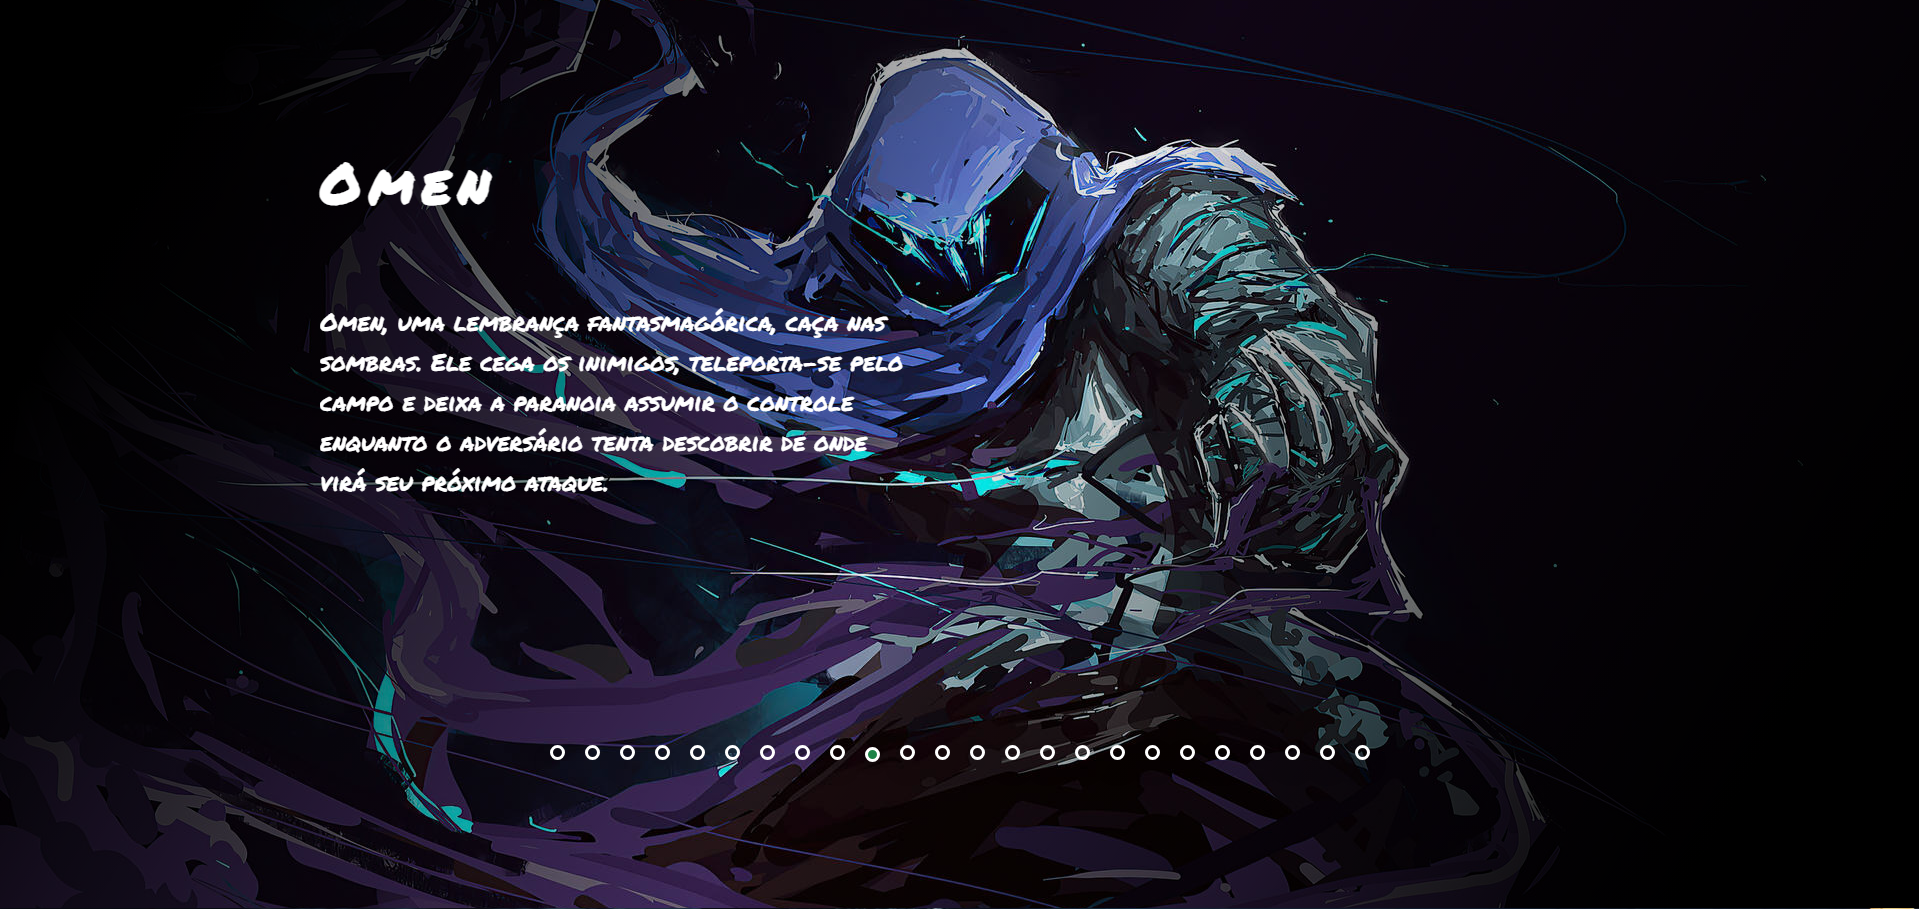 Omen
Omen, uma lembrança fantasmagórica, caça nas
sombras. Ele cega os inimigos, teleporta-se pelo
campo e deixa a paranoia assumir o controle
enquanto o adversário tenta descobrir de onde
virá seu próximo ataque.